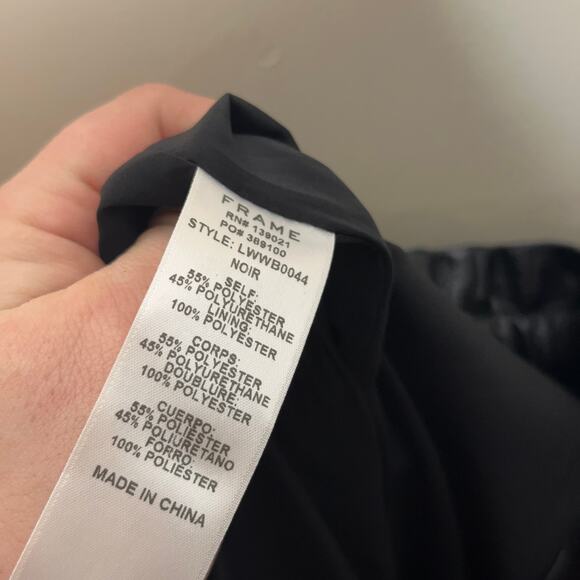 FRAME
RN# 139021
PO# 389100
STYLE: LWWB0044
NOIR
SELF:
55% POLYESTER
45% POLYURETHANE
LINING:
100% POLYESTER
CORPS:
55% POLYESTER
45% POLYURETHANE
DOUBLURE:
100% POLYESTER
CUERPO:
55% POLIESTER
45% POLIURETANO
FORRO:
100% POLIESTER
MADE IN CHINA